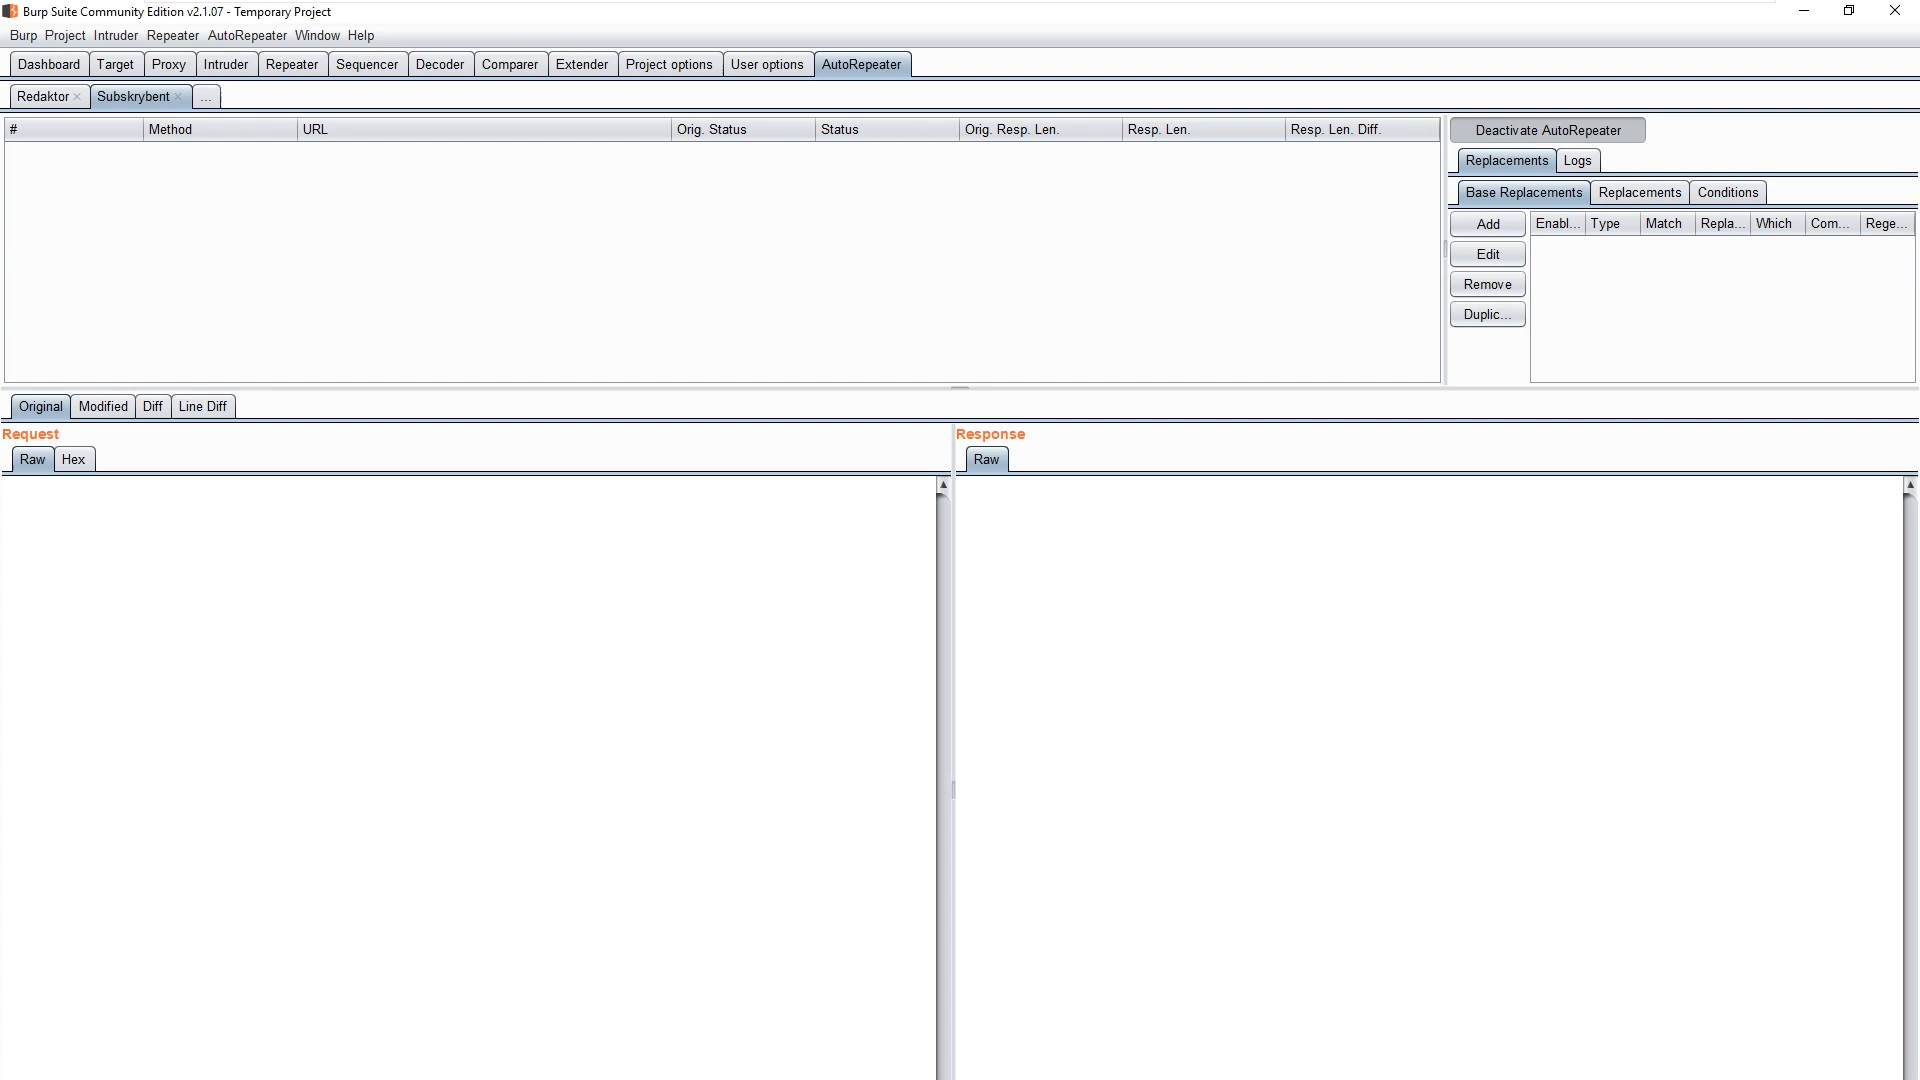 Burp Suite Community Edition v2.1.07 - Temporary Project
Burp Project Intruder Repeater AutoRepeater Window Help
Dashboard Target Proxy Intruder Repeater Sequencer Decoder Comparer Extender Project options User options AutoRepeater
Redaktor Subskrybent ...
# Method URL Orig. Status Status Orig. Resp. Len. Resp. Len. Resp. Len. Diff.
Deactivate AutoRepeater
Replacements Logs
Base Replacements Replacements Conditions
Add
Edit
Remove
Duplic...
Enabl... Type Match Repla... Which Com... Rege...
Original Modified Diff Line Diff
Request
Raw Hex
Response
Raw